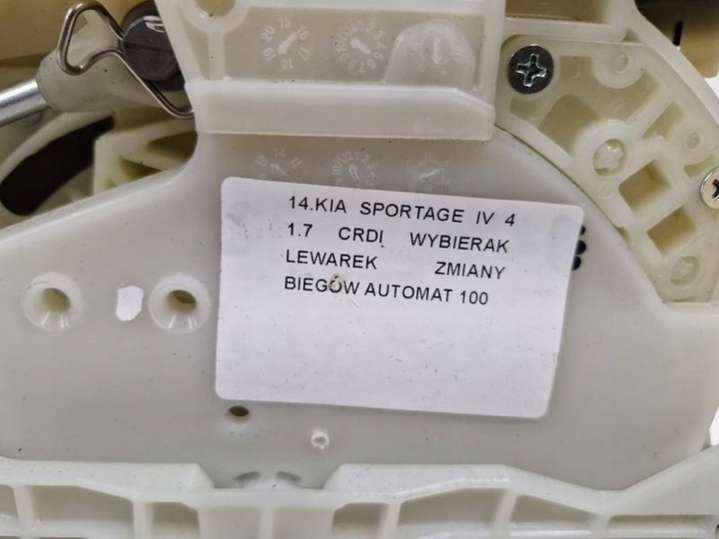 14.KIA SPORTAGE IV 4
1.7 CRDI WYBIERAK
LEWAREK ZMIANY
BIEGÓW AUTOMAT 100